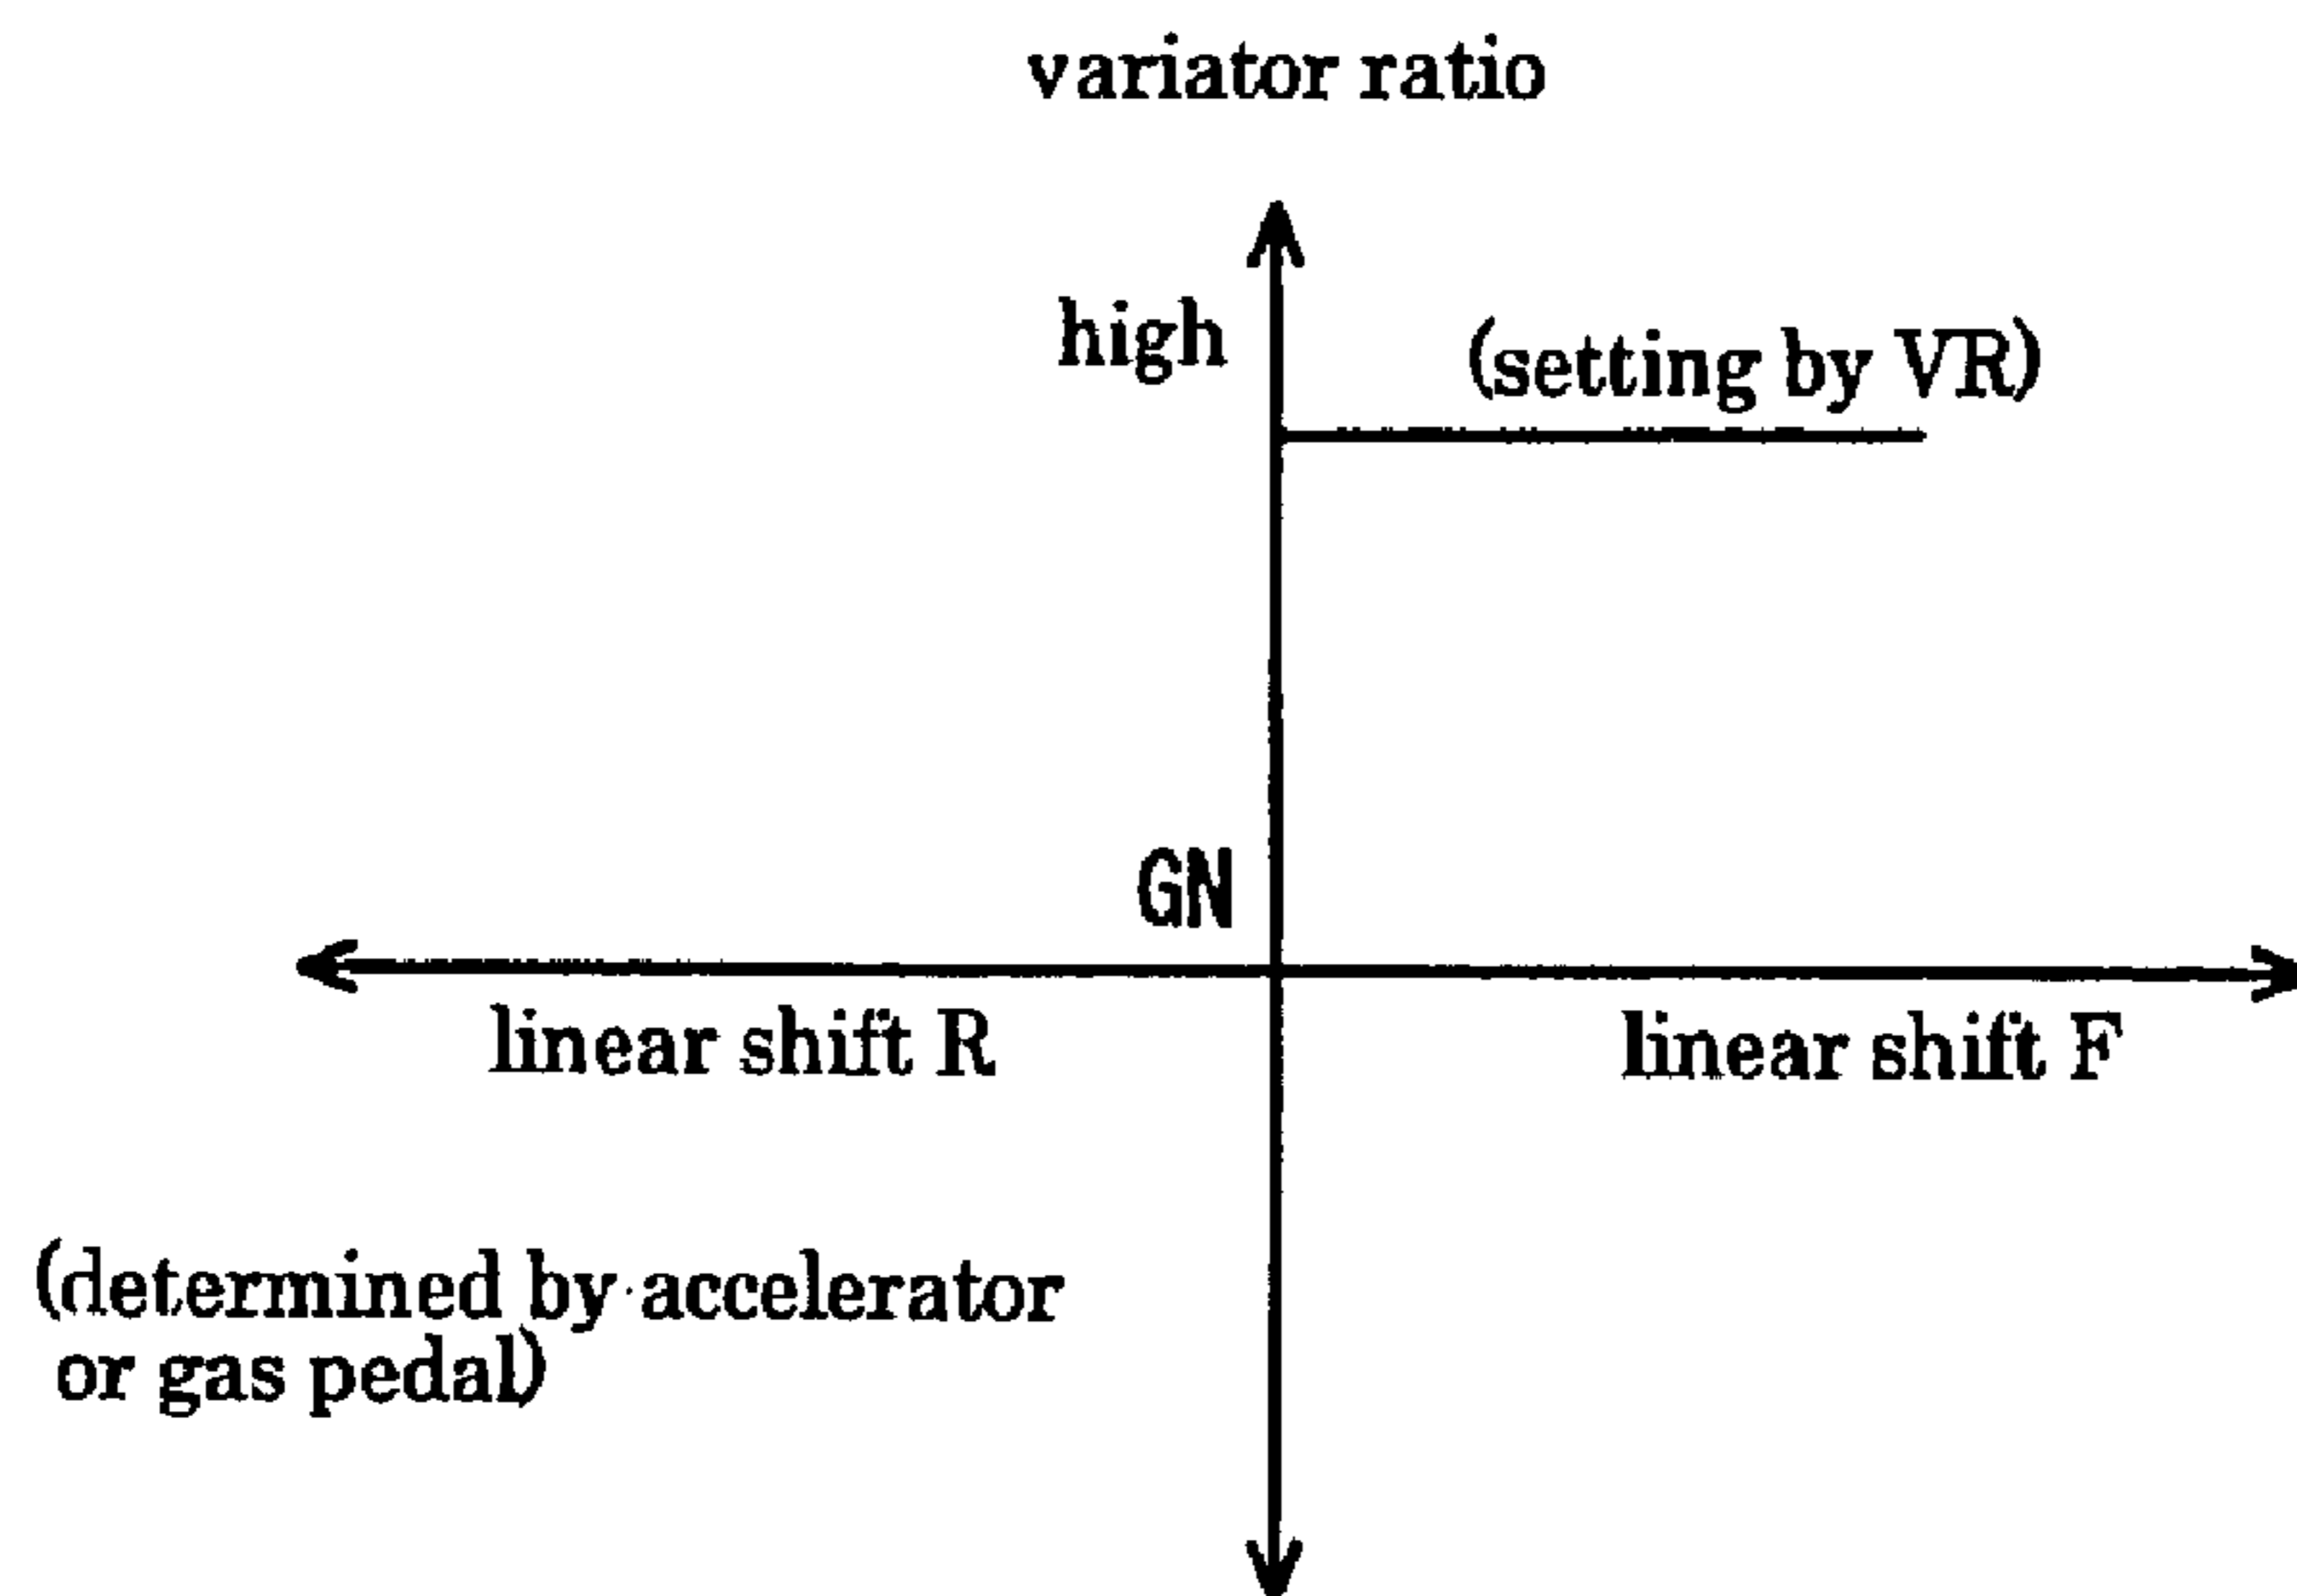 variator ratio
high
(setting by VR)
GN
linear shift R
linear shift F
(determined by accelerator
or gas pedal)